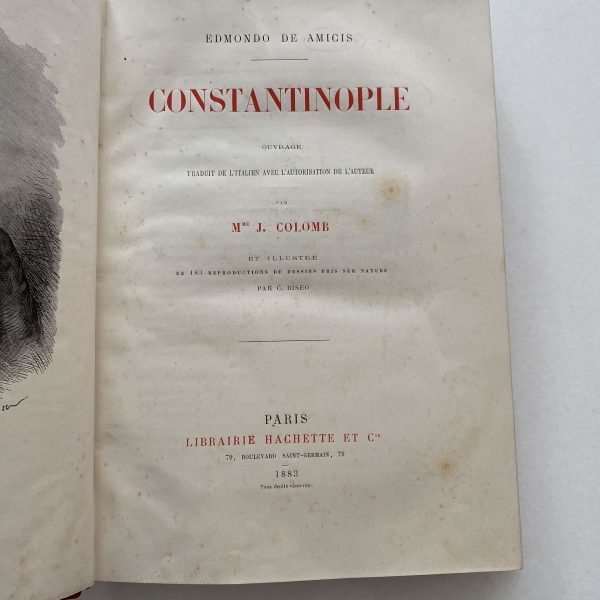 EDMONDO DE AMICIS
CONSTANTINOPLE
OUVRAGE
TRADUIT DE L'ITALIEN AVEC L'AUTORISATION DE L'AUTEUR
PAR
Mme J. COLOMB
ET ILLUSTRÉ
DE 183 REPRODUCTIONS DE DESSINS PRIS SUR NATURE
PAR C. BISEO
PARIS
LIBRAIRIE HACHETTE ET Cie
79, BOULEVARD SAINT-GERMAIN, 79
1883
Tous droits réservés.